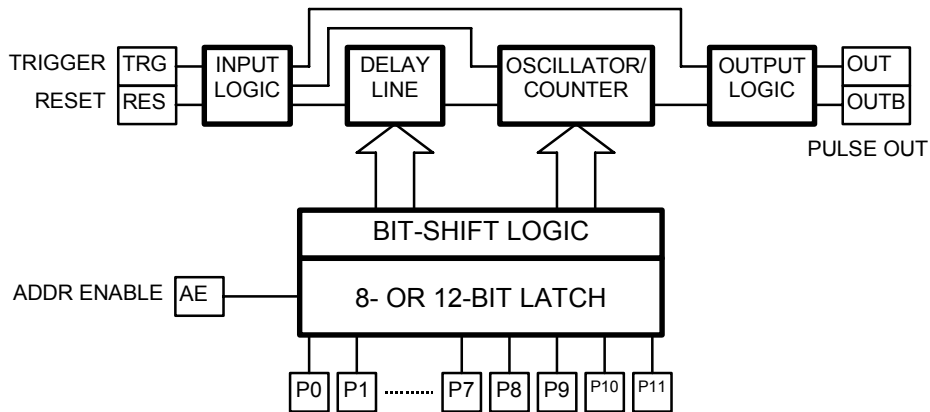 TRIGGER TRG INPUT LOGIC DELAY LINE OSCILLATOR/ COUNTER OUTPUT LOGIC OUT
RESET RES OUTB
PULSE OUT
BIT-SHIFT LOGIC
ADDR ENABLE AE 8- OR 12-BIT LATCH
P0 P1 ......... P7 P8 P9 P10 P11